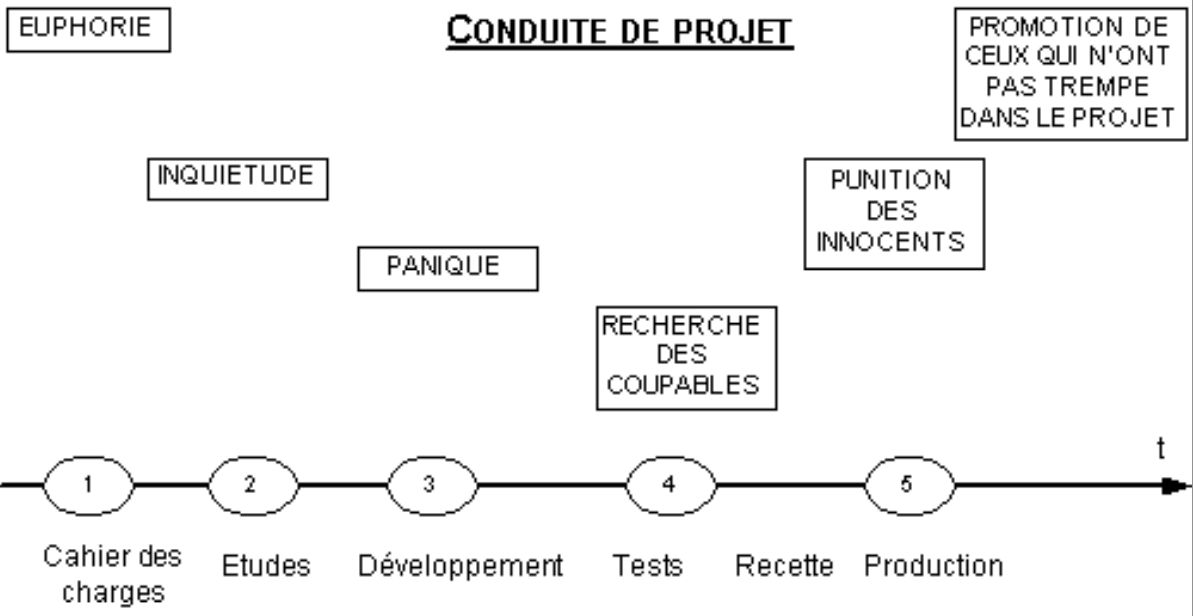 EUPHORIE
CONDUITE DE PROJET
PROMOTION DE
CEUX QUI N'ONT
PAS TREMPE
DANS LE PROJET
INQUIETUDE
PUNITION
DES
INNOCENTS
PANIQUE
RECHERCHE
DES
COUPABLES
t
1
2
3
4
5
Cahier des
charges
Etudes
Développement
Tests
Recette
Production